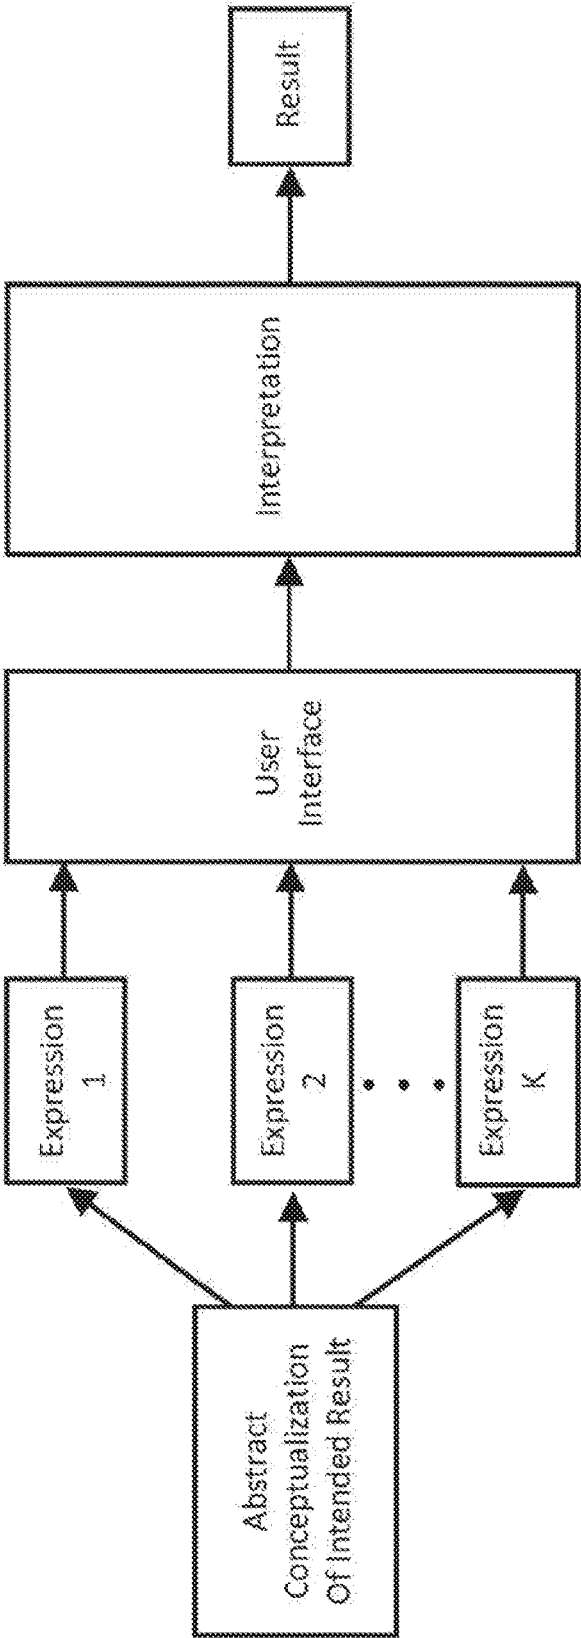 Abstract
Conceptualization
Of Intended Result
Expression
1
Expression
2
Expression
K
User
Interface
Interpretation
Result